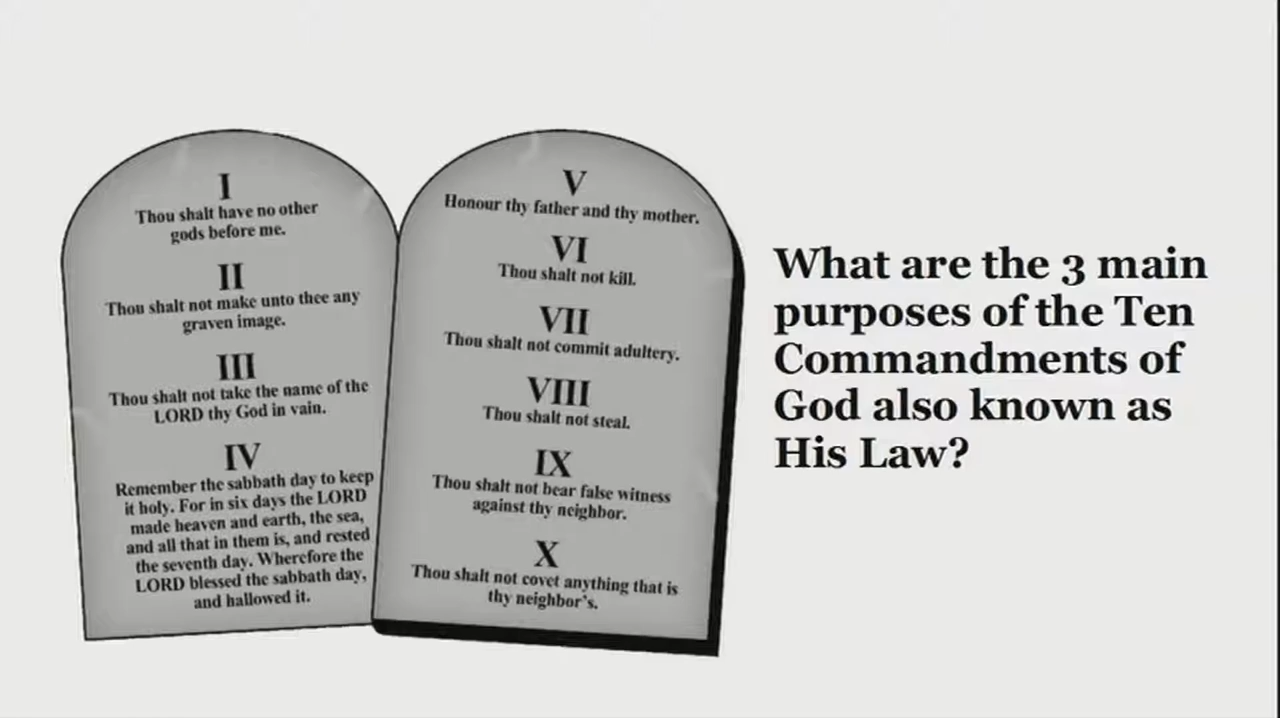 I
Thou shalt have no other
gods before me.
II
Thou shalt not make unto thee any
graven image.
III
Thou shalt not take the name of the
LORD thy God in vain.
IV
Remember the sabbath day to keep
it holy. For in six days the LORD
made heaven and earth, the sea,
and all that in them is, and rested
the seventh day. Wherefore the
LORD blessed the sabbath day,
and hallowed it.
V
Honour thy father and thy mother.
VI
Thou shalt not kill.
VII
Thou shalt not commit adultery.
VIII
Thou shalt not steal.
IX
Thou shalt not bear false witness
against thy neighbor.
X
Thou shalt not covet anything that is
thy neighbor's.
What are the 3 main
purposes of the Ten
Commandments of
God also known as
His Law?